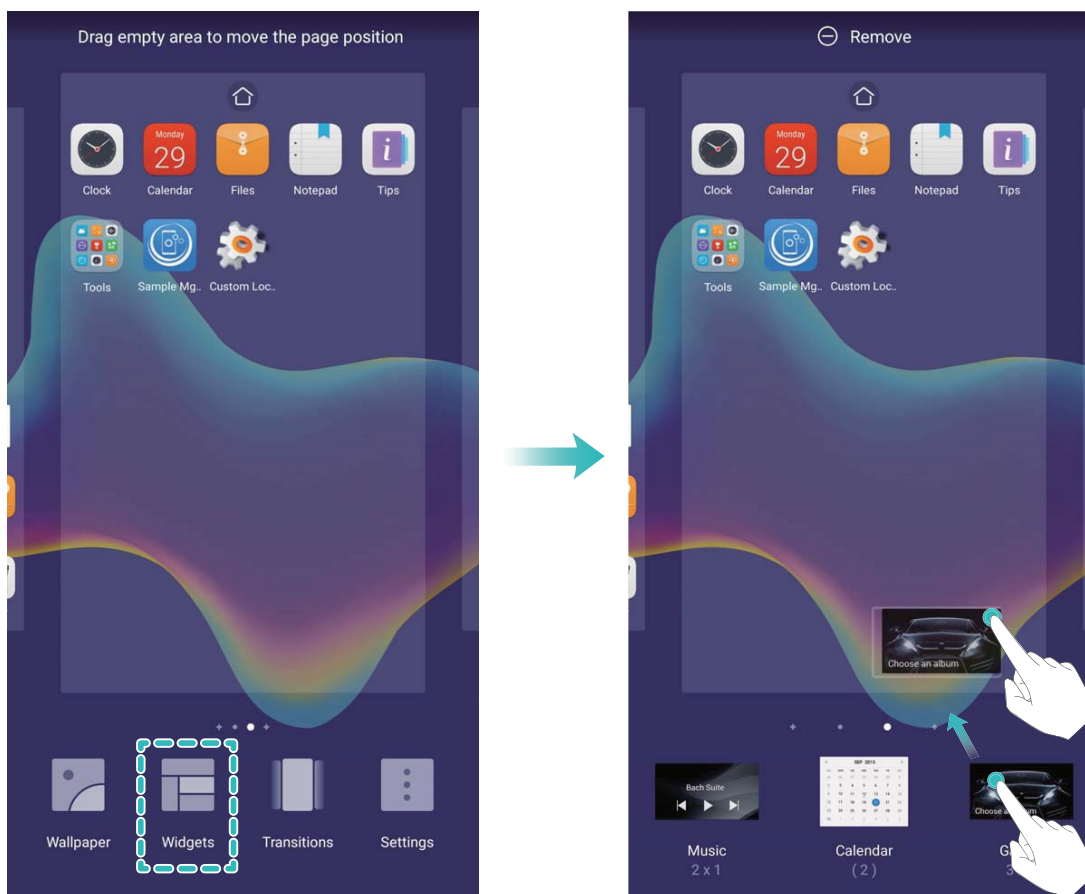 Drag empty area to move the page position
Monday
29
Clock
Calendar
Files
Notepad
Tips
Tools
Sample Mg..
Custom Loc..
Wallpaper
Widgets
Transitions
Settings
Remove
Monday
29
Clock
Calendar
Files
Notepad
Tips
Tools
Sample Mg..
Custom Loc..
Choose an album
Bach Suite
SEP 2013
Music
2 x 1
Calendar
( 2 )